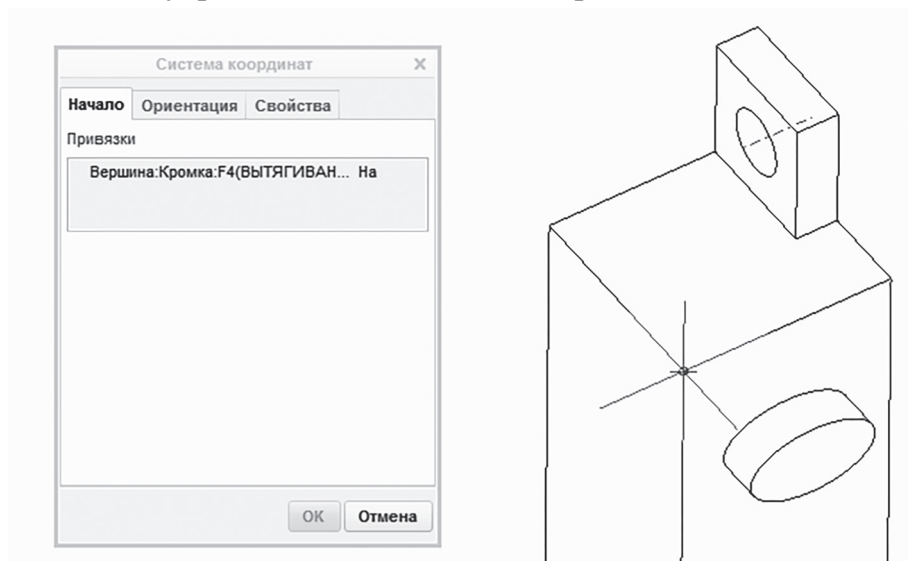 Система координат X
Начало Ориентация Свойства
Привязки
Вершина:Кромка:F4(ВЫТЯГИВАН... На
ОК Отмена